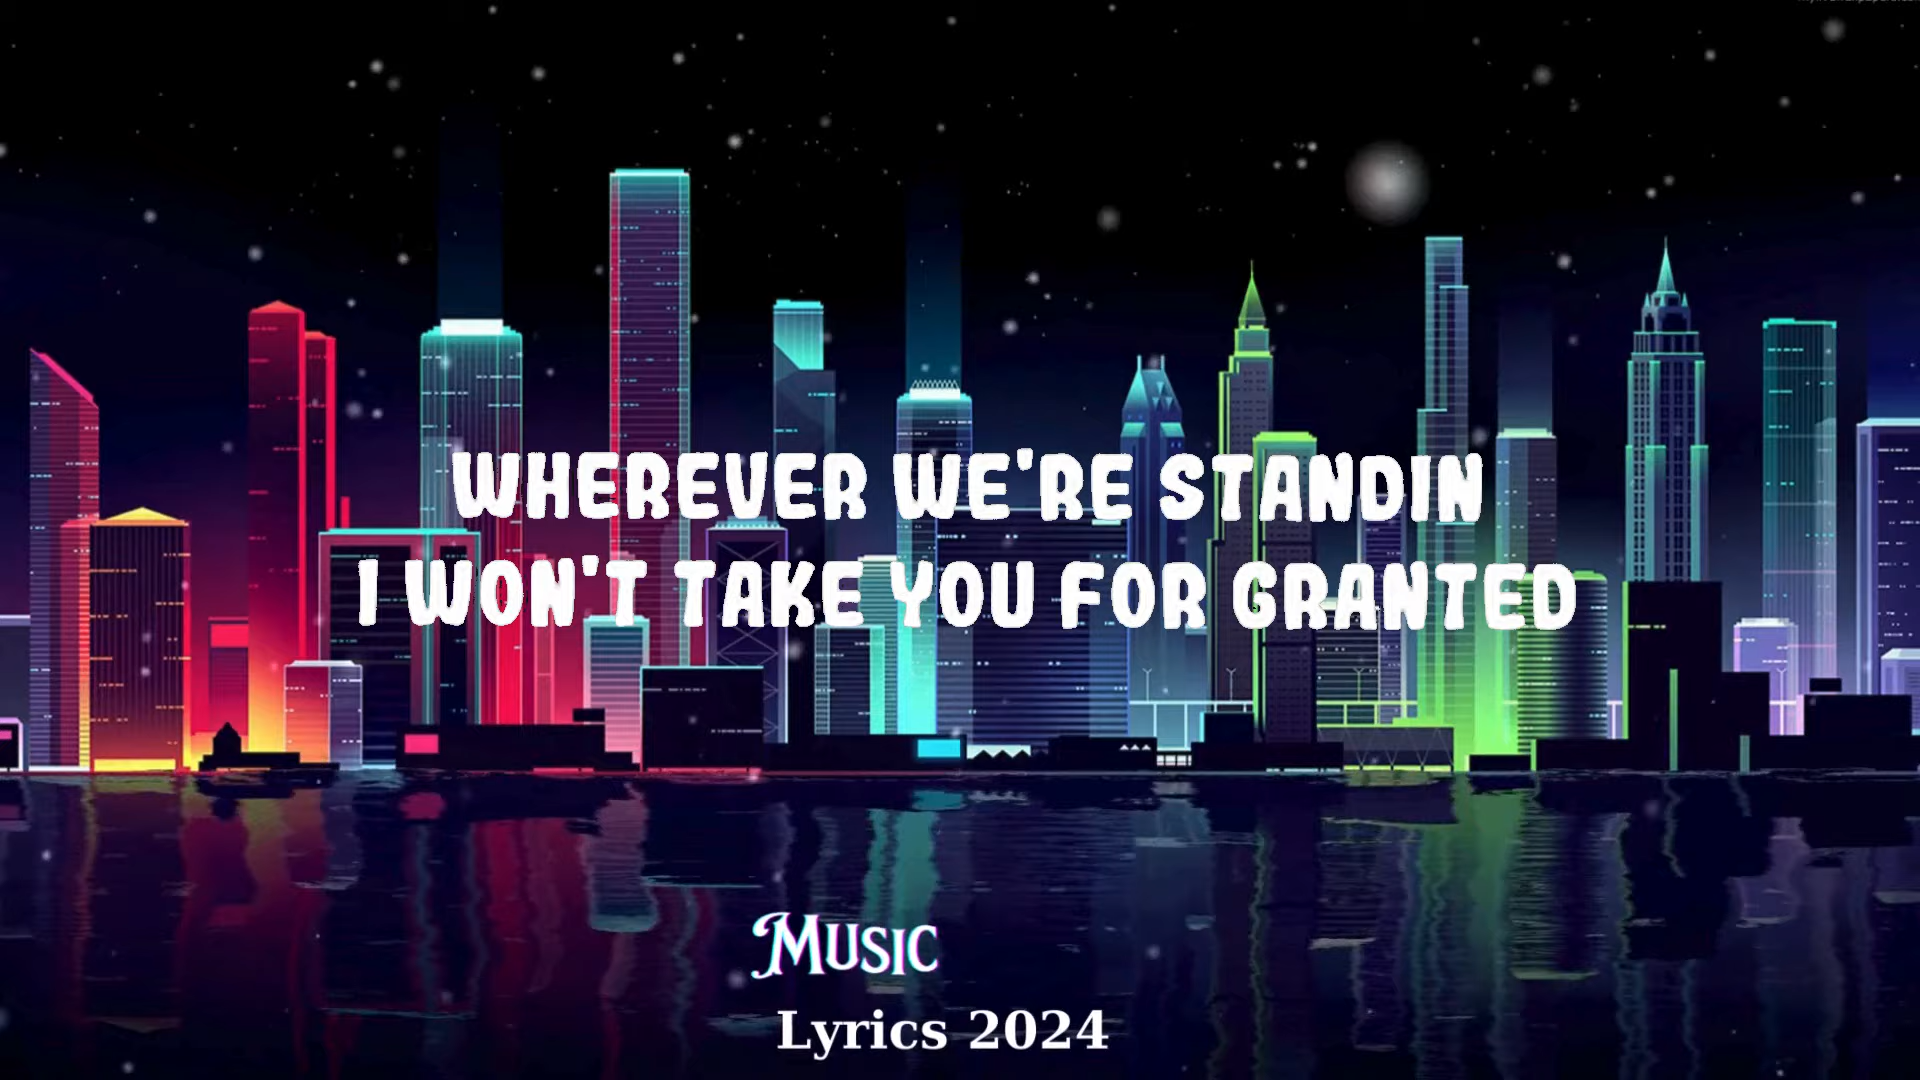 WHEREVER WE'RE STANDIN
I WON'T TAKE YOU FOR GRANTED
MUSIC
Lyrics 2024